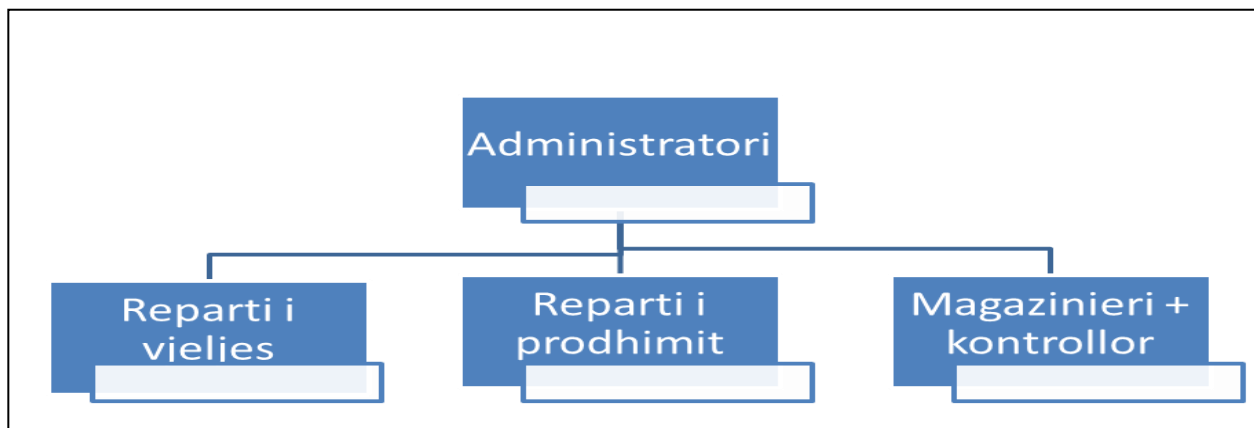 Administratori
Reparti i
vjeljes
Reparti i
prodhimit
Magazinieri +
kontrollor